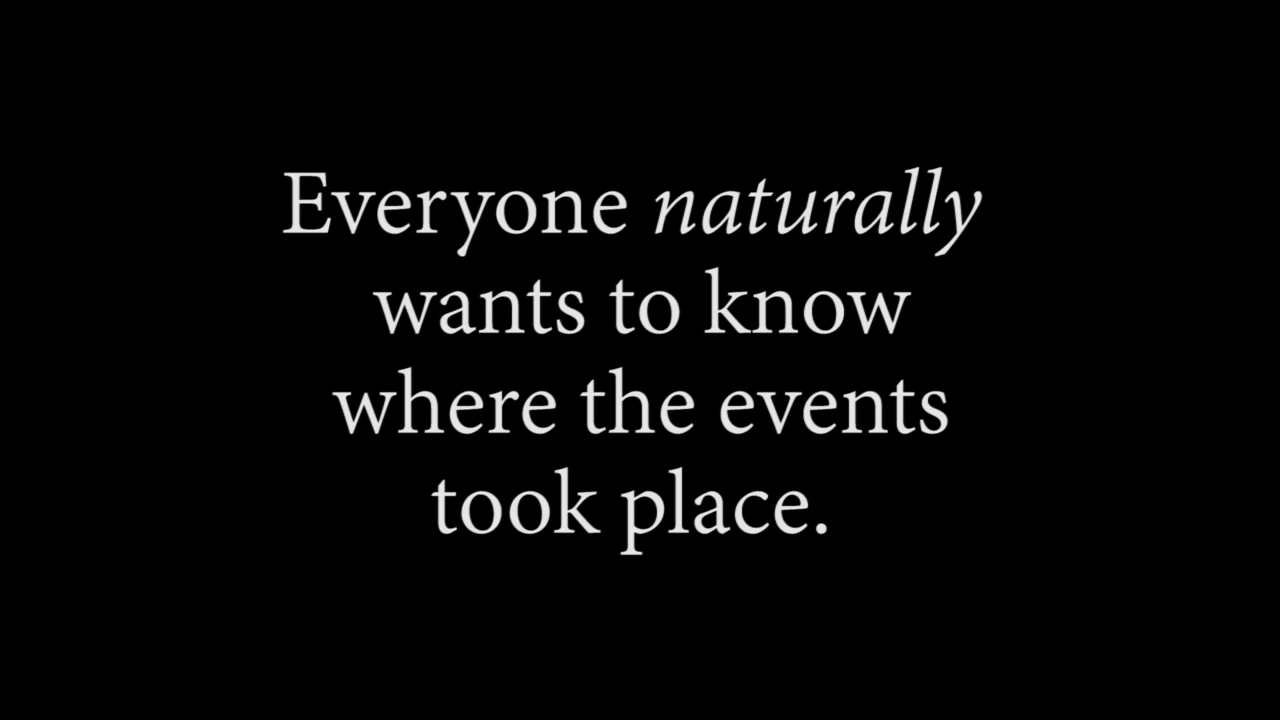 Everyone naturally
wants to know
where the events
took place.